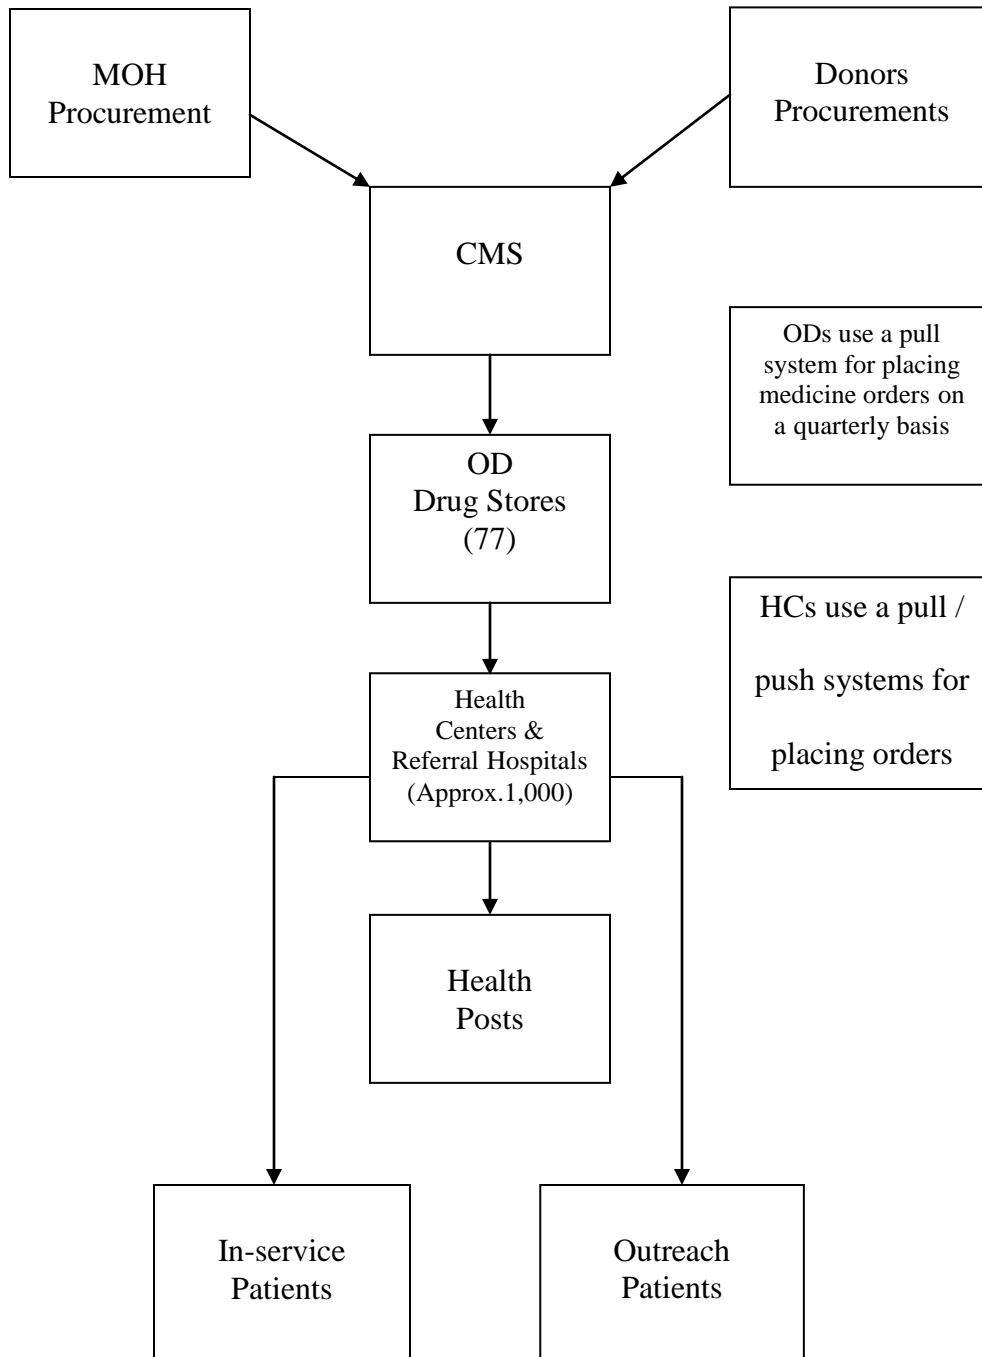 MOH
Procurement
Donors
Procurements
CMS
ODs use a pull
system for placing
medicine orders on
a quarterly basis
OD
Drug Stores
(77)
HCs use a pull /
push systems for
placing orders
Health
Centers &
Referral Hospitals
(Approx.1,000)
Health
Posts
In-service
Patients
Outreach
Patients